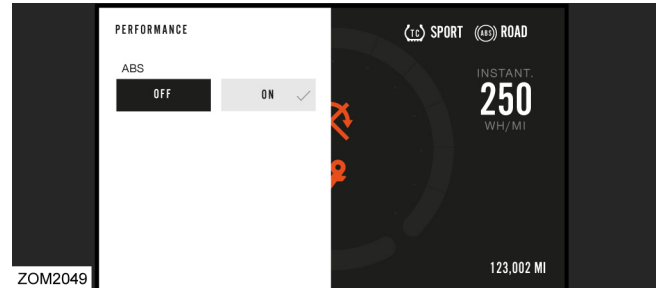 PERFORMANCE
ABS
OFF
ON
TC SPORT
ABS ROAD
INSTANT.
250
WH/MI
123,002 MI
ZOM2049